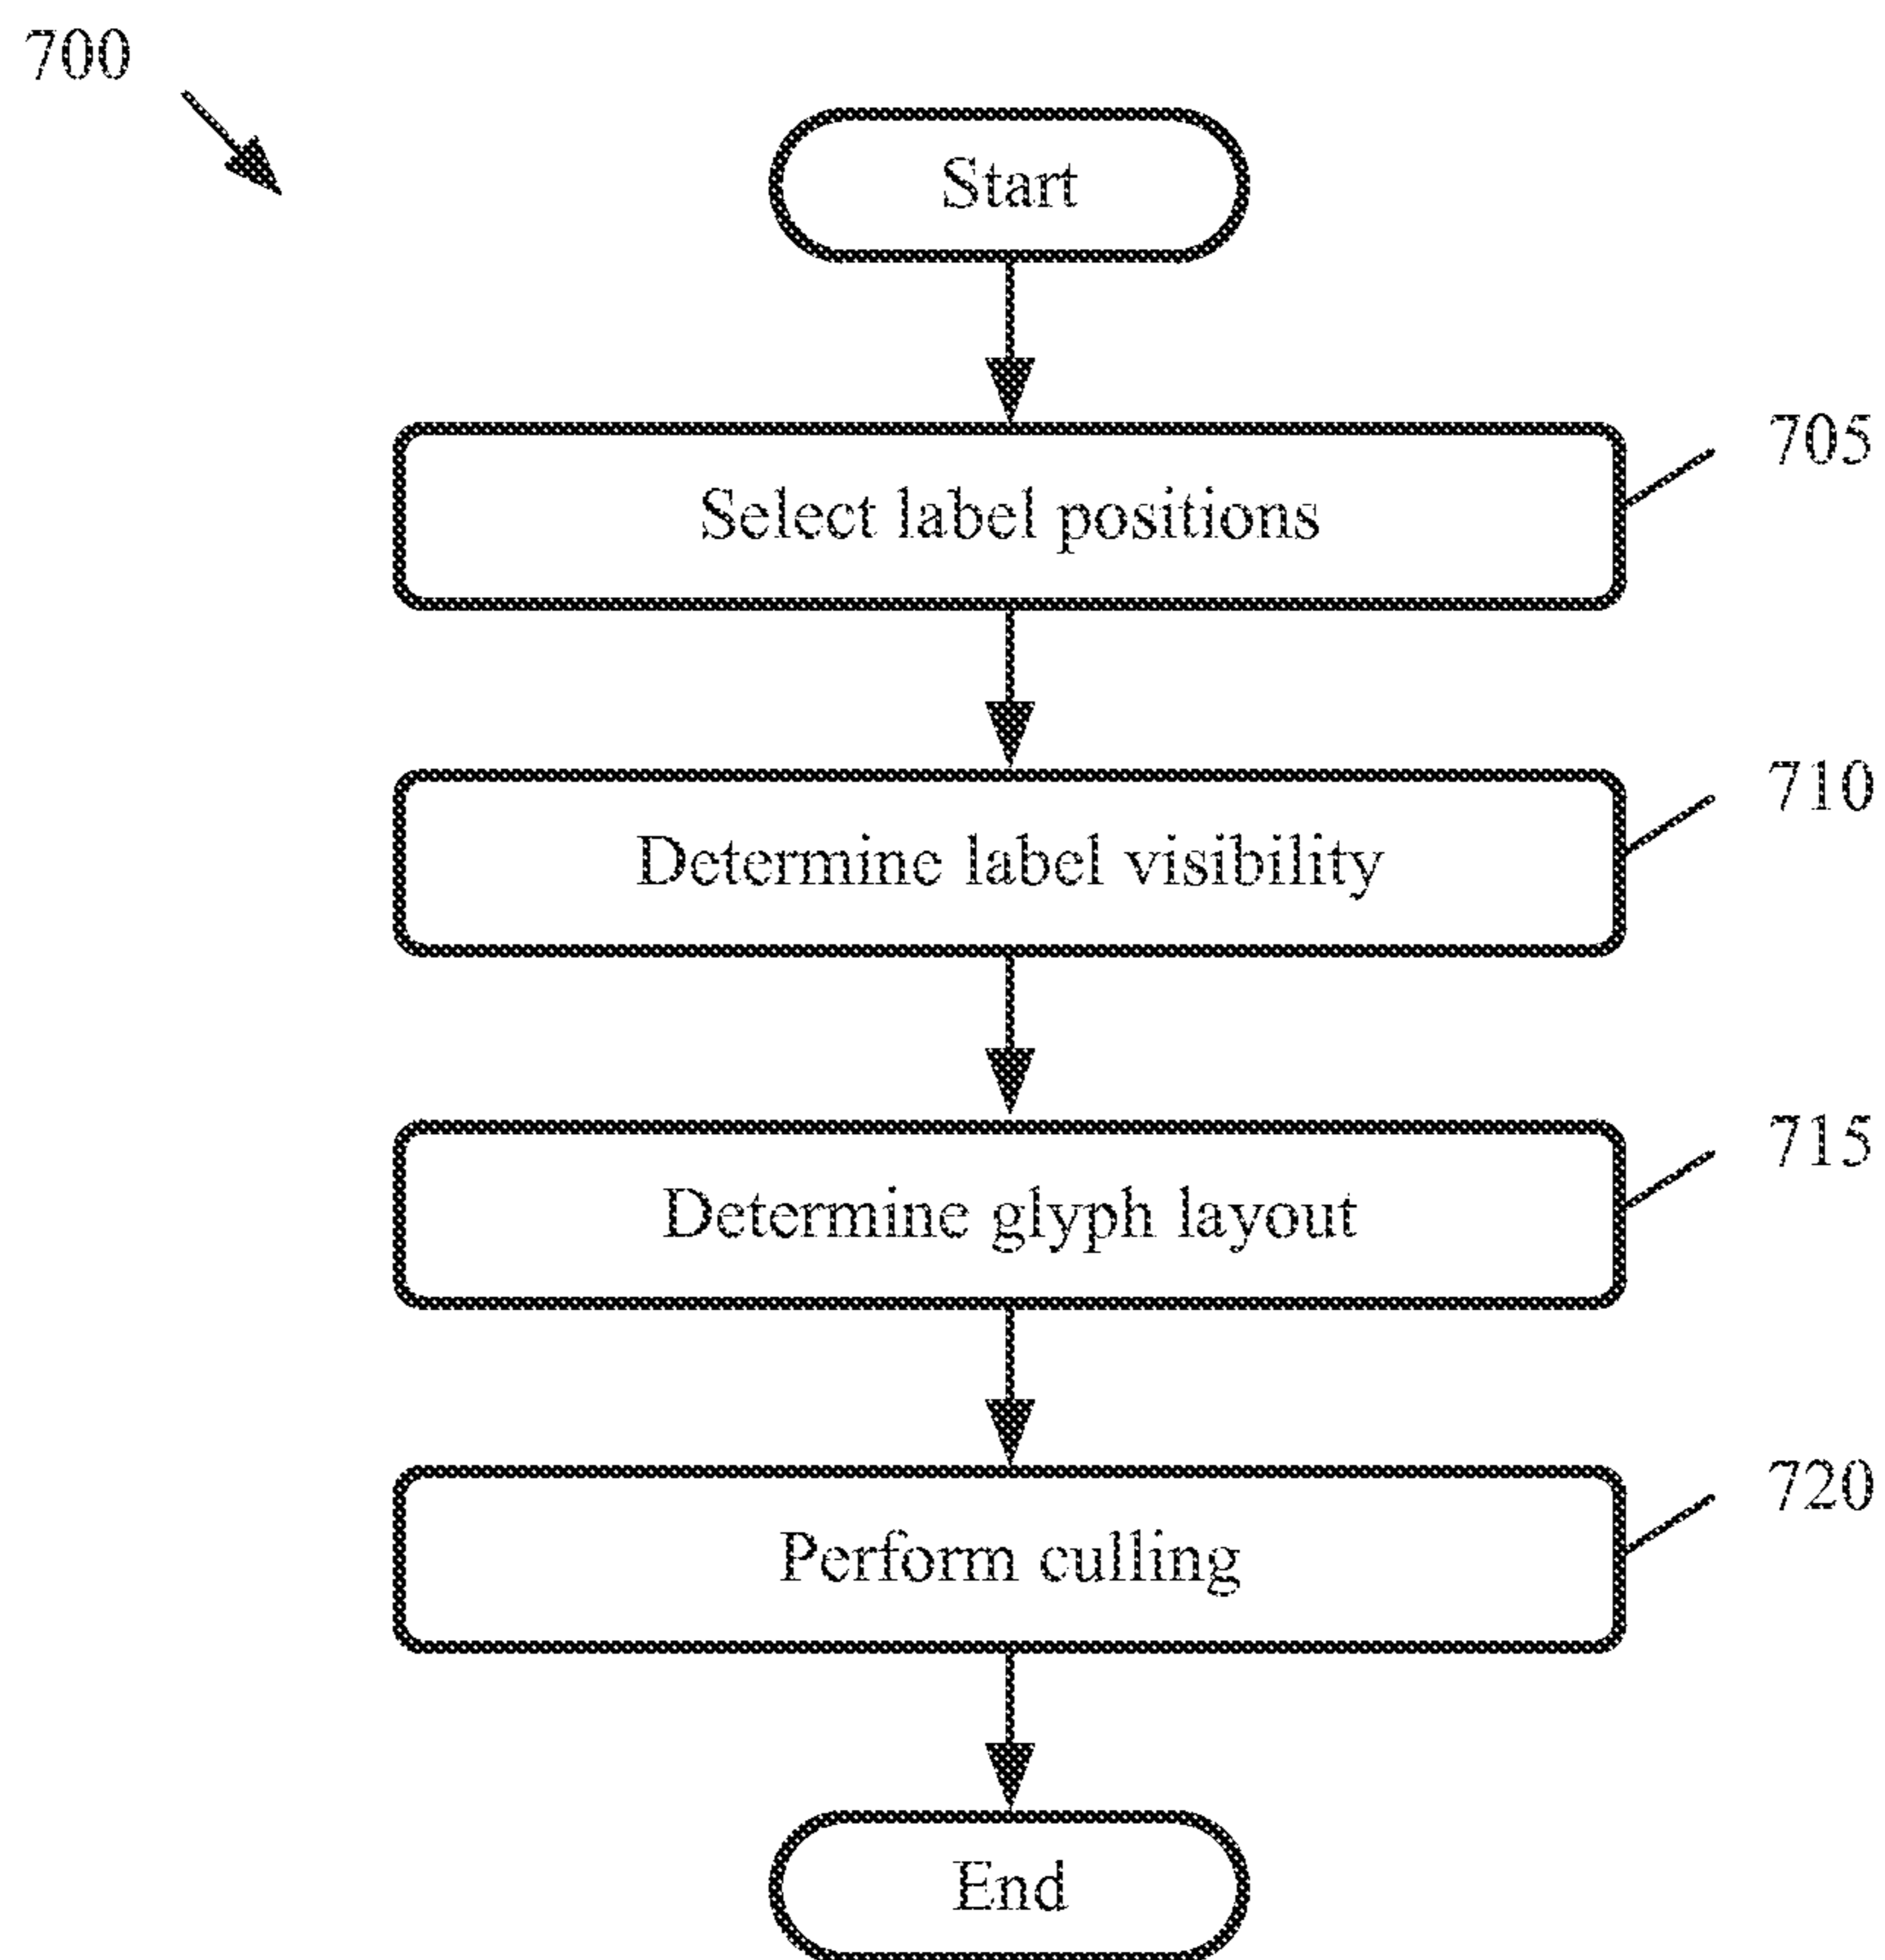 700
Start
Select label positions
705
Determine label visibility
710
Determine glyph layout
715
Perform culling
720
End